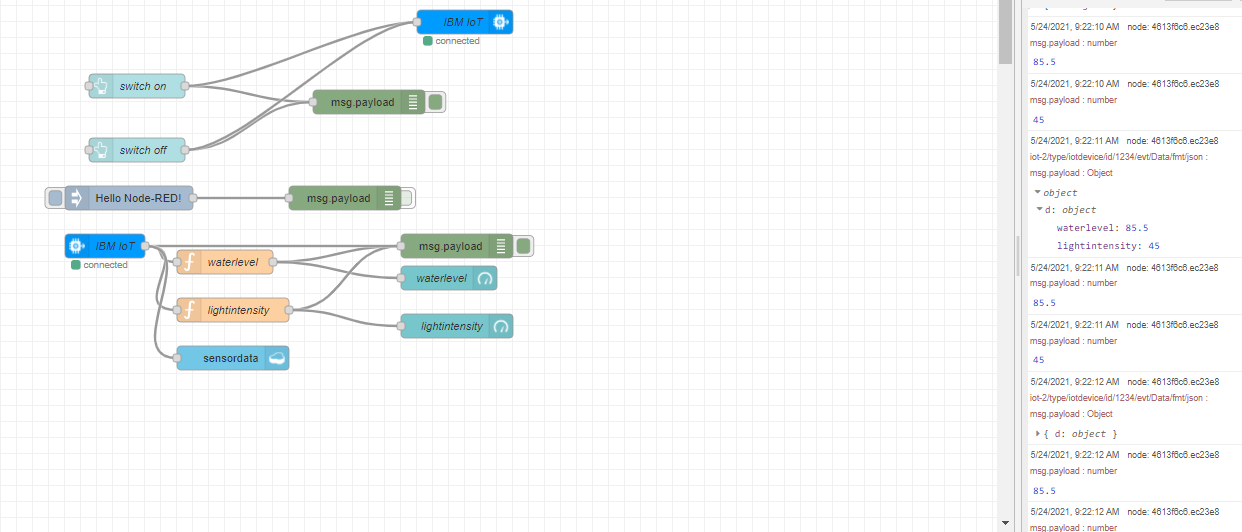 IBM IoT
connected
switch on
msg.payload
switch off
Hello Node-RED!
msg.payload
IBM IoT
connected
msg.payload
waterlevel
waterlevel
lightintensity
lightintensity
sensordata
5/24/2021, 9:22:10 AM node: 4613f6c6.ec23e8
msg.payload : number
85.5
5/24/2021, 9:22:10 AM node: 4613f6c6.ec23e8
msg.payload : number
45
5/24/2021, 9:22:11 AM node: 4613f6c6.ec23e8
iot-2/type/iotdevice/id/1234/evt/Data/fmt/json :
msg.payload : Object
object
d: object
waterlevel: 85.5
lightintensity: 45
5/24/2021, 9:22:11 AM node: 4613f6c6.ec23e8
msg.payload : number
85.5
5/24/2021, 9:22:11 AM node: 4613f6c6.ec23e8
msg.payload : number
45
5/24/2021, 9:22:12 AM node: 4613f6c6.ec23e8
iot-2/type/iotdevice/id/1234/evt/Data/fmt/json :
msg.payload : Object
{ d: object }
5/24/2021, 9:22:12 AM node: 4613f6c6.ec23e8
msg.payload : number
85.5
5/24/2021, 9:22:12 AM node: 4613f6c6.ec23e8
msg.payload : number